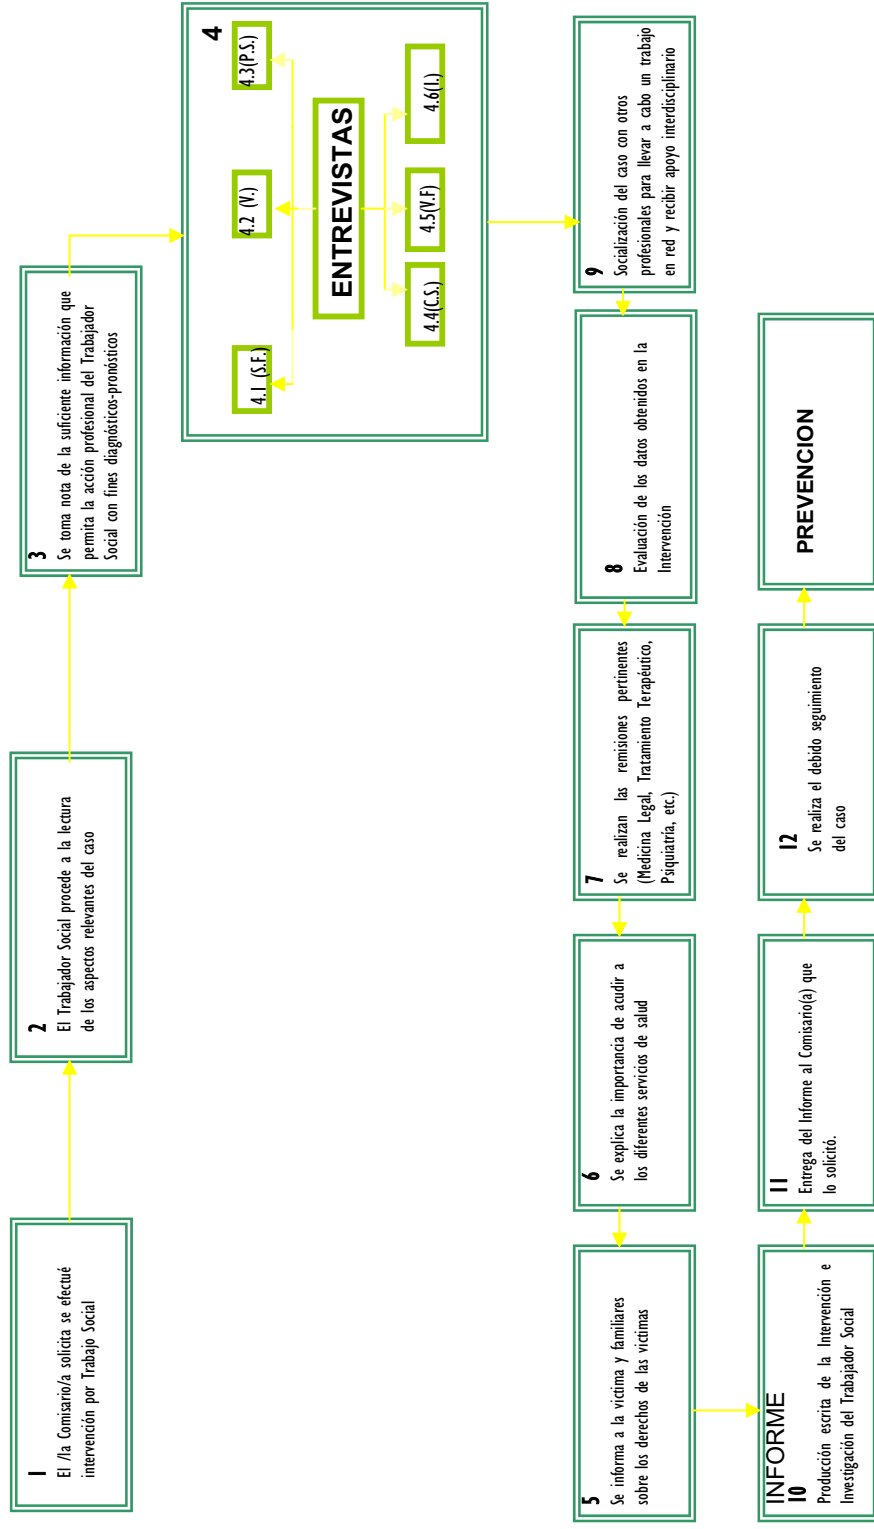 1
El /la Comisario/a solicita se efectué
intervención por Trabajo Social
2
El Trabajador Social procede a la lectura
de los aspectos relevantes del caso
3
Se toma nota de la suficiente información que
permita la acción profesional del Trabajador
Social con fines diagnósticos-pronósticos
4
4.1 (S.F.)
4.2 (V.)
4.3(P.S.)
ENTREVISTAS
4.4(C.S.)
4.5(V.F)
4.6(I.)
5
Se informa a la victima y familiares
sobre los derechos de las victimas
6
Se explica la importancia de acudir a
los diferentes servicios de salud
7
Se realizan las remisiones pertinentes
(Medicina Legal, Tratamiento Terapéutico,
Psiquiatría, etc.)
8
Evaluación de los datos obtenidos en la
Intervención
9
Socialización del caso con otros
profesionales para llevar a cabo un trabajo
en red y recibir apoyo interdisciplinario
INFORME
10
Producción escrita de la Intervención e
Investigación del Trabajador Social
11
Entrega del Informe al Comisario(a) que
lo solicitó.
12
Se realiza el debido seguimiento
del caso
PREVENCION